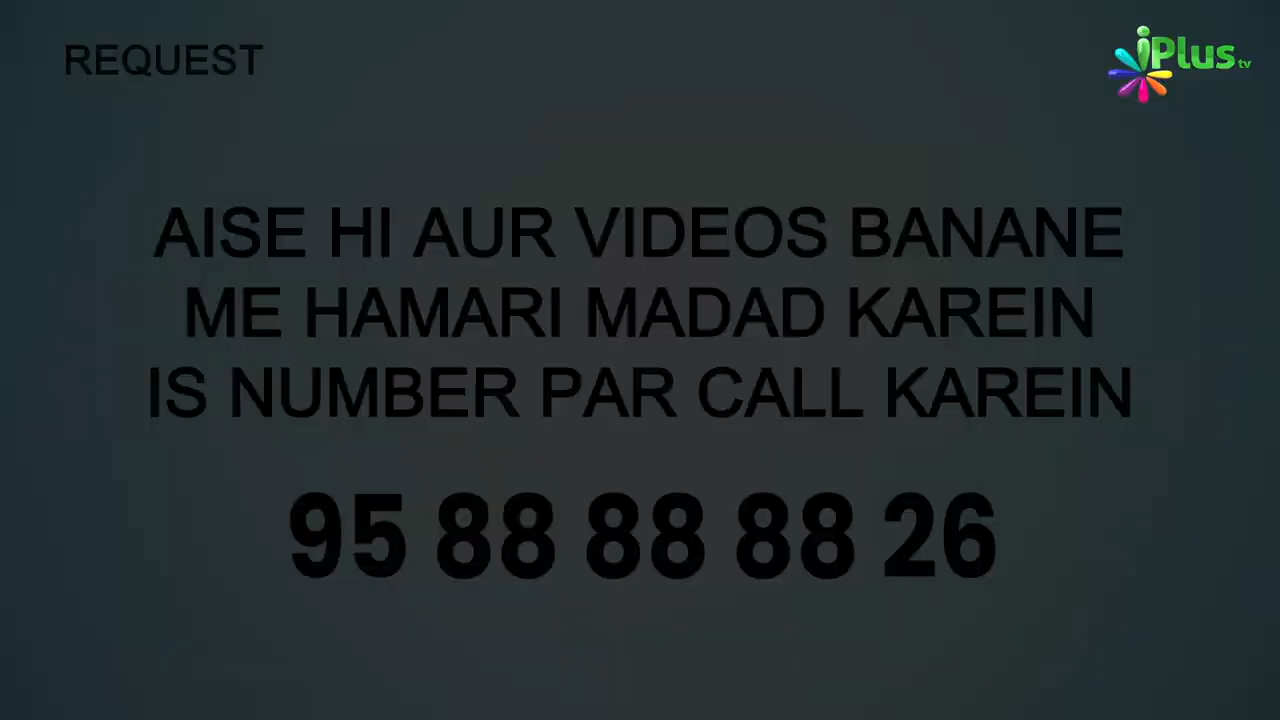 REQUEST
iPlus tv
AISE HI AUR VIDEOS BANANE
ME HAMARI MADAD KAREIN
IS NUMBER PAR CALL KAREIN
95 88 88 88 26